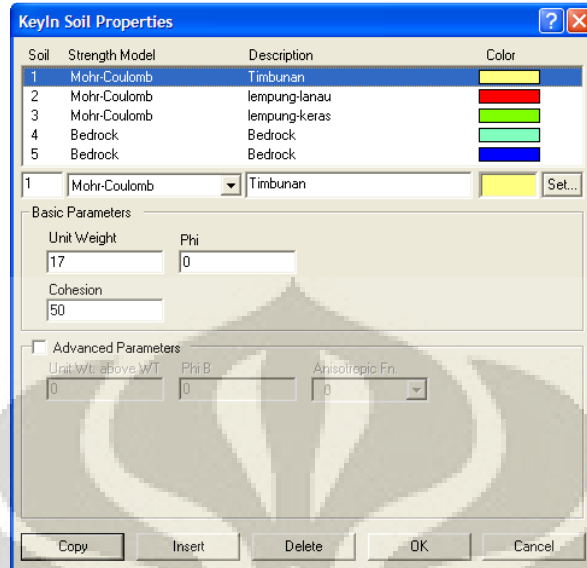 KeyIn Soil Properties
Soil Strength Model Description Color
1 Mohr-Coulomb Timbunan
2 Mohr-Coulomb lempung-lanau
3 Mohr-Coulomb lempung-keras
4 Bedrock Bedrock
5 Bedrock Bedrock
1 Mohr-Coulomb Timbunan Set...
Basic Parameters
Unit Weight Phi
17 0
Cohesion
50
Advanced Parameters
Unit Wt. above WT Phi B Anisotropic Fn.
0 0 0
Copy Insert Delete OK Cancel